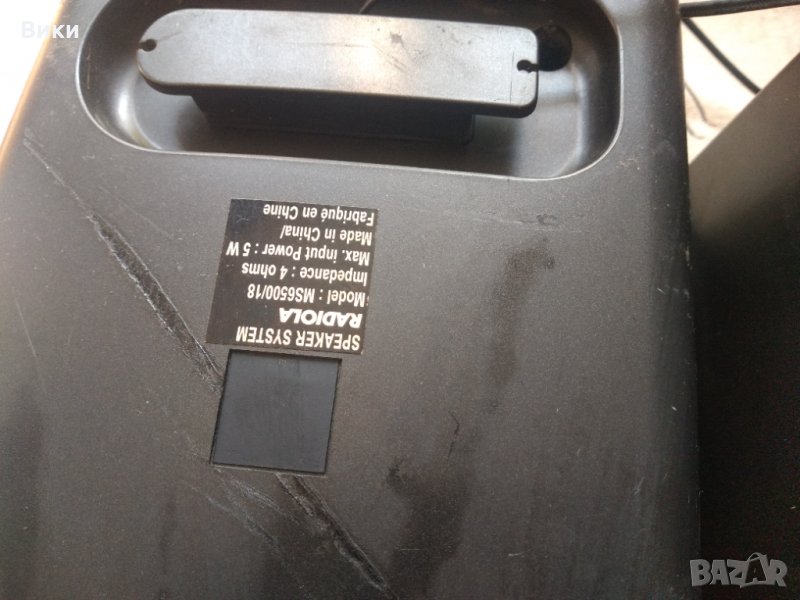 Вики
SPEAKER SYSTEM
RADIOLA
Model : MS6500/18
Impedance : 4 ohms
Max. input Power : 5 W
Made in China/
Fabriqué en Chine
BAZAR